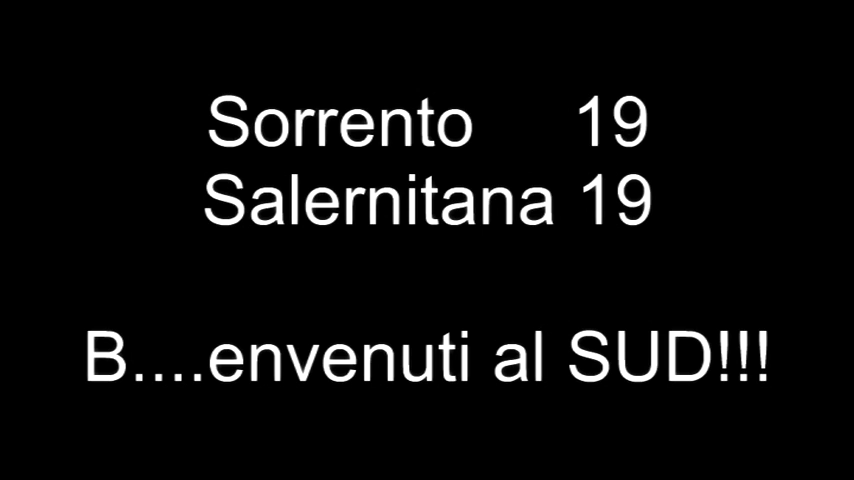 Sorrento 19
Salernitana 19
B....envenuti al SUD!!!